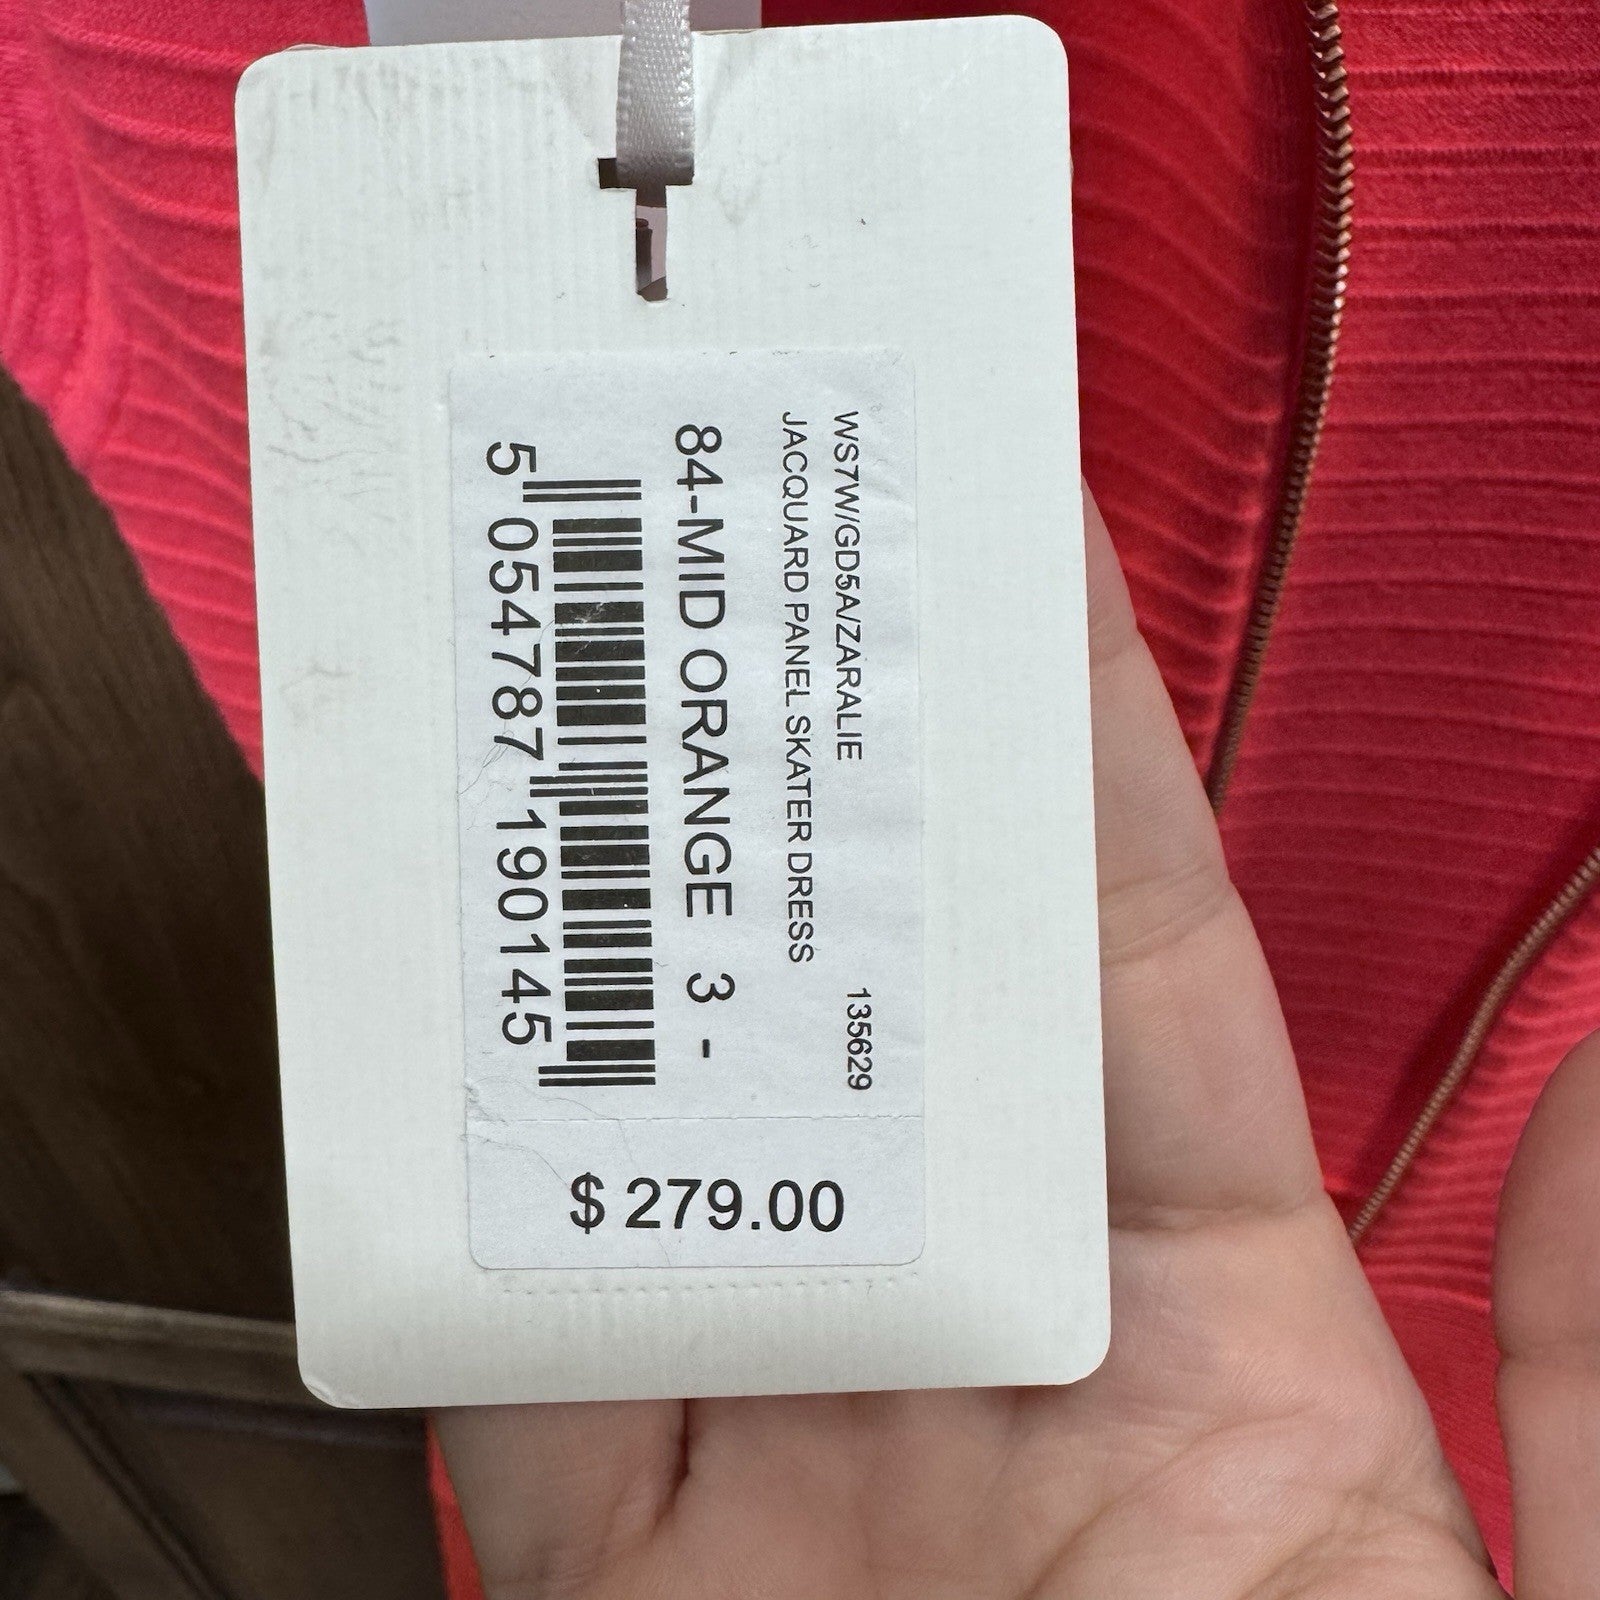 WS7W/GD5A/ZARALIE 135629
JACQUARD PANEL SKATER DRESS
84-MID ORANGE 3 -
5 054787 190145
$ 279.00